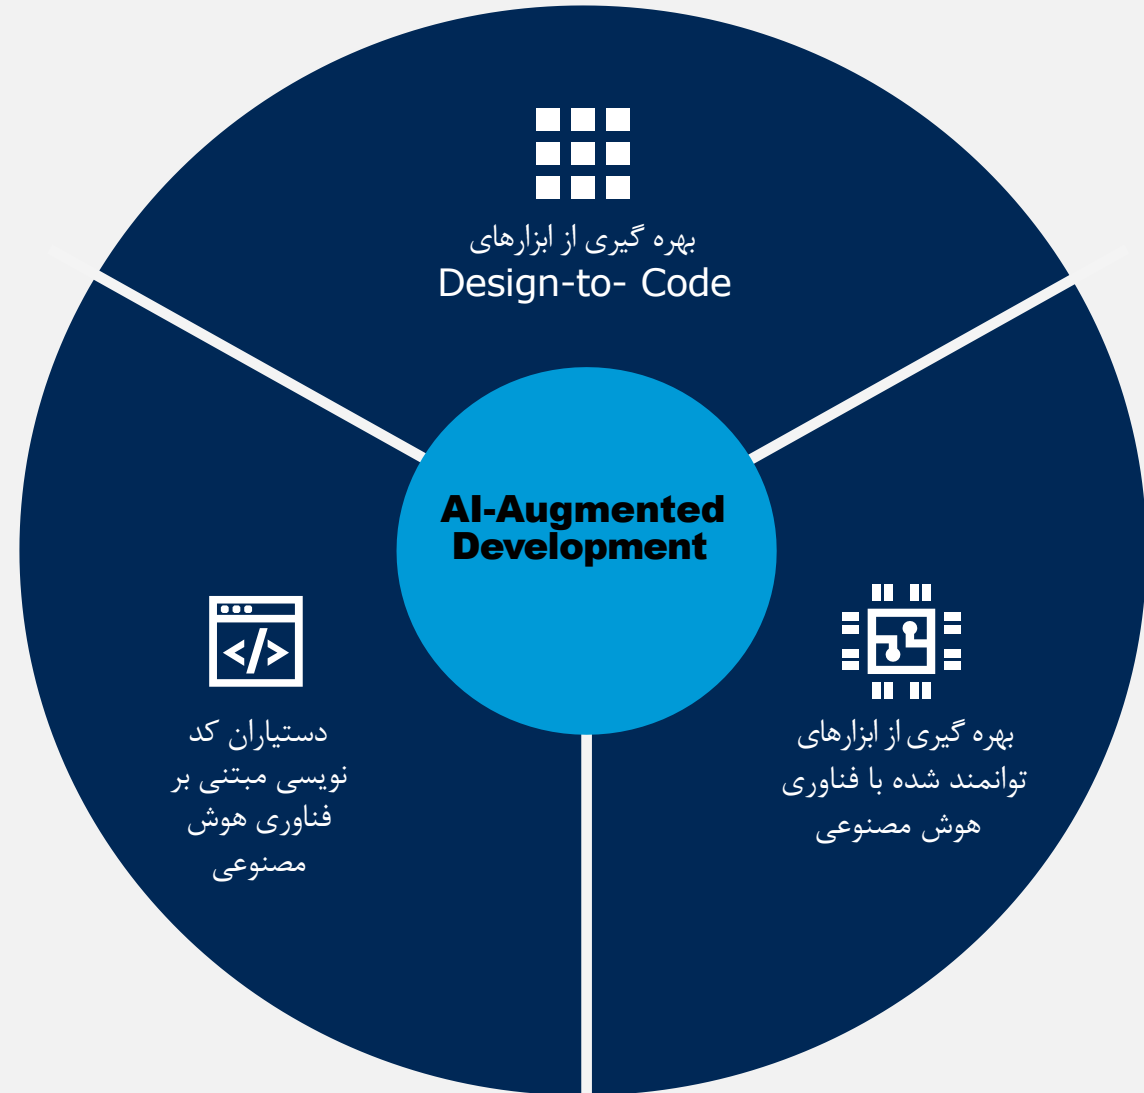 بهره گیری از ابزارهای
Design-to- Code
AI-Augmented
Development
بهره گیری از ابزارهای
توانمند شده با فناوری
هوش مصنوعی
دستیاران کد
نویسی مبتنی بر
فناوری هوش
مصنوعی